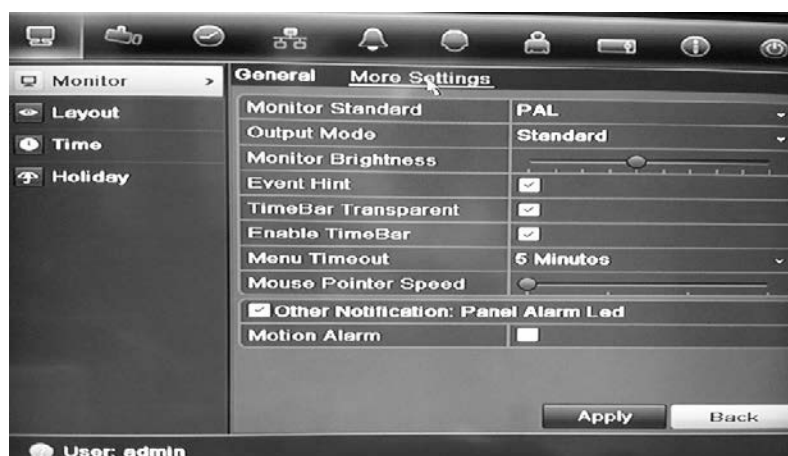 Monitor
General More Settings
Layout
Time
Holiday
Monitor Standard PAL
Output Mode Standard
Monitor Brightness
Event Hint
TimeBar Transparent
Enable TimeBar
Menu Timeout 5 Minutes
Mouse Pointer Speed
Other Notification: Panel Alarm Led
Motion Alarm
Apply Back
User: admin